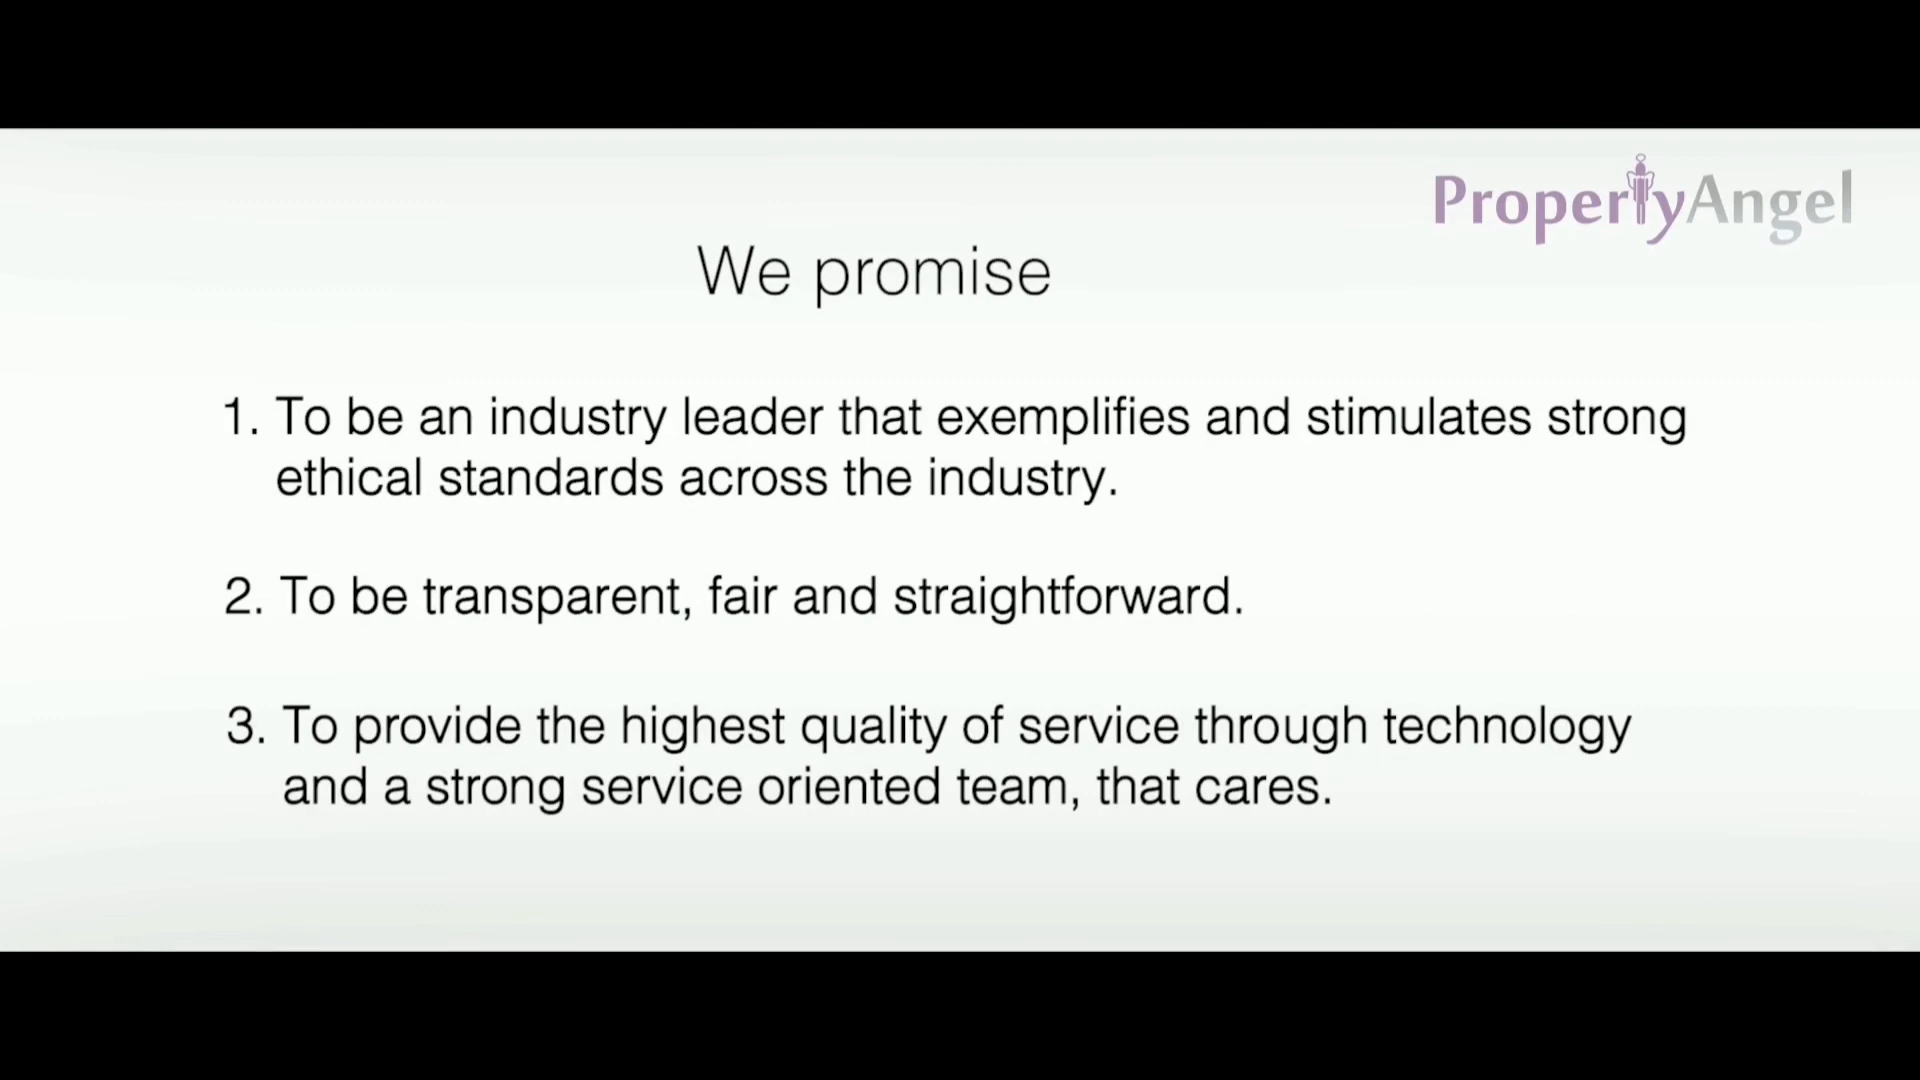 PropertyAngel
We promise
1. To be an industry leader that exemplifies and stimulates strong
ethical standards across the industry.
2. To be transparent, fair and straightforward.
3. To provide the highest quality of service through technology
and a strong service oriented team, that cares.